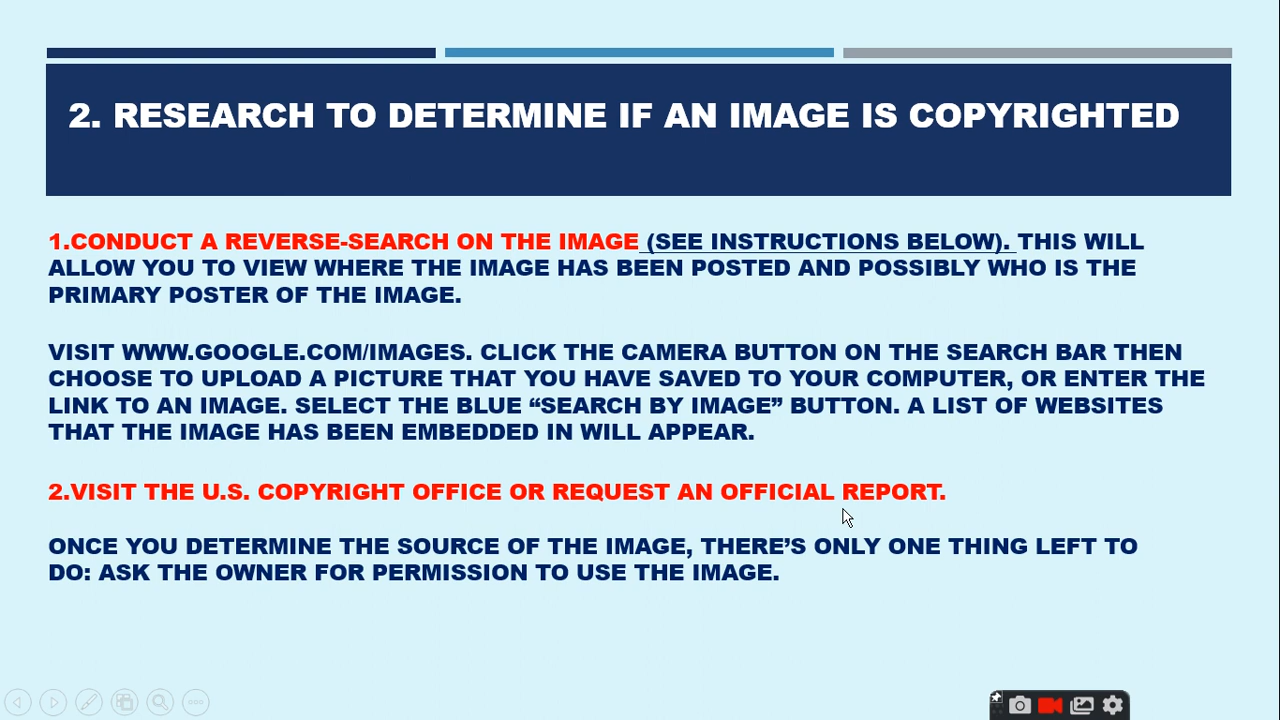 2. RESEARCH TO DETERMINE IF AN IMAGE IS COPYRIGHTED
1.CONDUCT A REVERSE-SEARCH ON THE IMAGE (SEE INSTRUCTIONS BELOW). THIS WILL
ALLOW YOU TO VIEW WHERE THE IMAGE HAS BEEN POSTED AND POSSIBLY WHO IS THE
PRIMARY POSTER OF THE IMAGE.
VISIT WWW.GOOGLE.COM/IMAGES. CLICK THE CAMERA BUTTON ON THE SEARCH BAR THEN
CHOOSE TO UPLOAD A PICTURE THAT YOU HAVE SAVED TO YOUR COMPUTER, OR ENTER THE
LINK TO AN IMAGE. SELECT THE BLUE “SEARCH BY IMAGE” BUTTON. A LIST OF WEBSITES
THAT THE IMAGE HAS BEEN EMBEDDED IN WILL APPEAR.
2.VISIT THE U.S. COPYRIGHT OFFICE OR REQUEST AN OFFICIAL REPORT.
ONCE YOU DETERMINE THE SOURCE OF THE IMAGE, THERE’S ONLY ONE THING LEFT TO
DO: ASK THE OWNER FOR PERMISSION TO USE THE IMAGE.